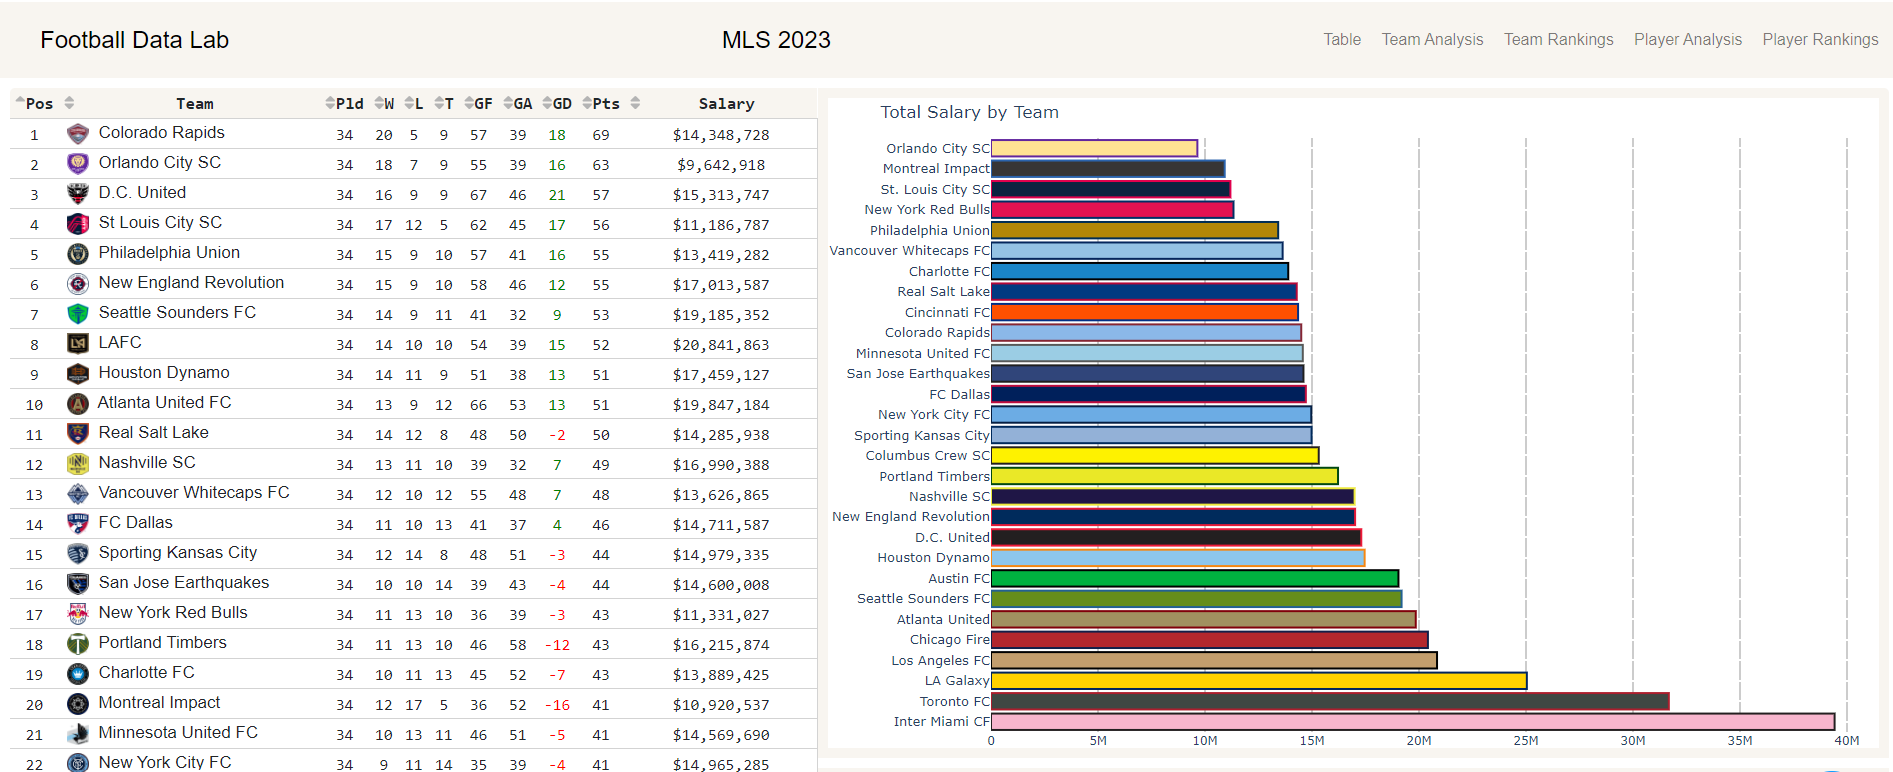 Football Data Lab
MLS 2023
Table Team Analysis Team Rankings Player Analysis Player Rankings
Pos Team Pld W L T GF GA GD Pts Salary
1 Colorado Rapids 34 20 5 9 57 39 18 69 $14,348,728
2 Orlando City SC 34 18 7 9 55 39 16 63 $9,642,918
3 D.C. United 34 16 9 9 67 46 21 57 $15,313,747
4 St Louis City SC 34 17 12 5 62 45 17 56 $11,186,787
5 Philadelphia Union 34 15 9 10 57 41 16 55 $13,419,282
6 New England Revolution 34 15 9 10 58 46 12 55 $17,013,587
7 Seattle Sounders FC 34 14 9 11 41 32 9 53 $19,185,352
8 LAFC 34 14 10 10 54 39 15 52 $20,841,863
9 Houston Dynamo 34 14 11 9 51 38 13 51 $17,459,127
10 Atlanta United FC 34 13 9 12 66 53 13 51 $19,847,184
11 Real Salt Lake 34 14 12 8 48 50 -2 50 $14,285,938
12 Nashville SC 34 13 11 10 39 32 7 49 $16,990,388
13 Vancouver Whitecaps FC 34 12 10 12 55 48 7 48 $13,626,865
14 FC Dallas 34 11 10 13 41 37 4 46 $14,711,587
15 Sporting Kansas City 34 12 14 8 48 51 -3 44 $14,979,335
16 San Jose Earthquakes 34 10 10 14 39 43 -4 44 $14,600,008
17 New York Red Bulls 34 11 13 10 36 39 -3 43 $11,331,027
18 Portland Timbers 34 11 13 10 46 58 -12 43 $16,215,874
19 Charlotte FC 34 10 11 13 45 52 -7 43 $13,889,425
20 Montreal Impact 34 12 17 5 36 52 -16 41 $10,920,537
21 Minnesota United FC 34 10 13 11 46 51 -5 41 $14,569,690
22 New York City FC 34 9 11 14 35 39 -4 41 $14,965,285
Total Salary by Team
Orlando City SC
Montreal Impact
St. Louis City SC
New York Red Bulls
Philadelphia Union
Vancouver Whitecaps FC
Charlotte FC
Real Salt Lake
Cincinnati FC
Colorado Rapids
Minnesota United FC
San Jose Earthquakes
FC Dallas
New York City FC
Sporting Kansas City
Columbus Crew SC
Portland Timbers
Nashville SC
New England Revolution
D.C. United
Houston Dynamo
Austin FC
Seattle Sounders FC
Atlanta United
Chicago Fire
Los Angeles FC
LA Galaxy
Toronto FC
Inter Miami CF
0 5M 10M 15M 20M 25M 30M 35M 40M